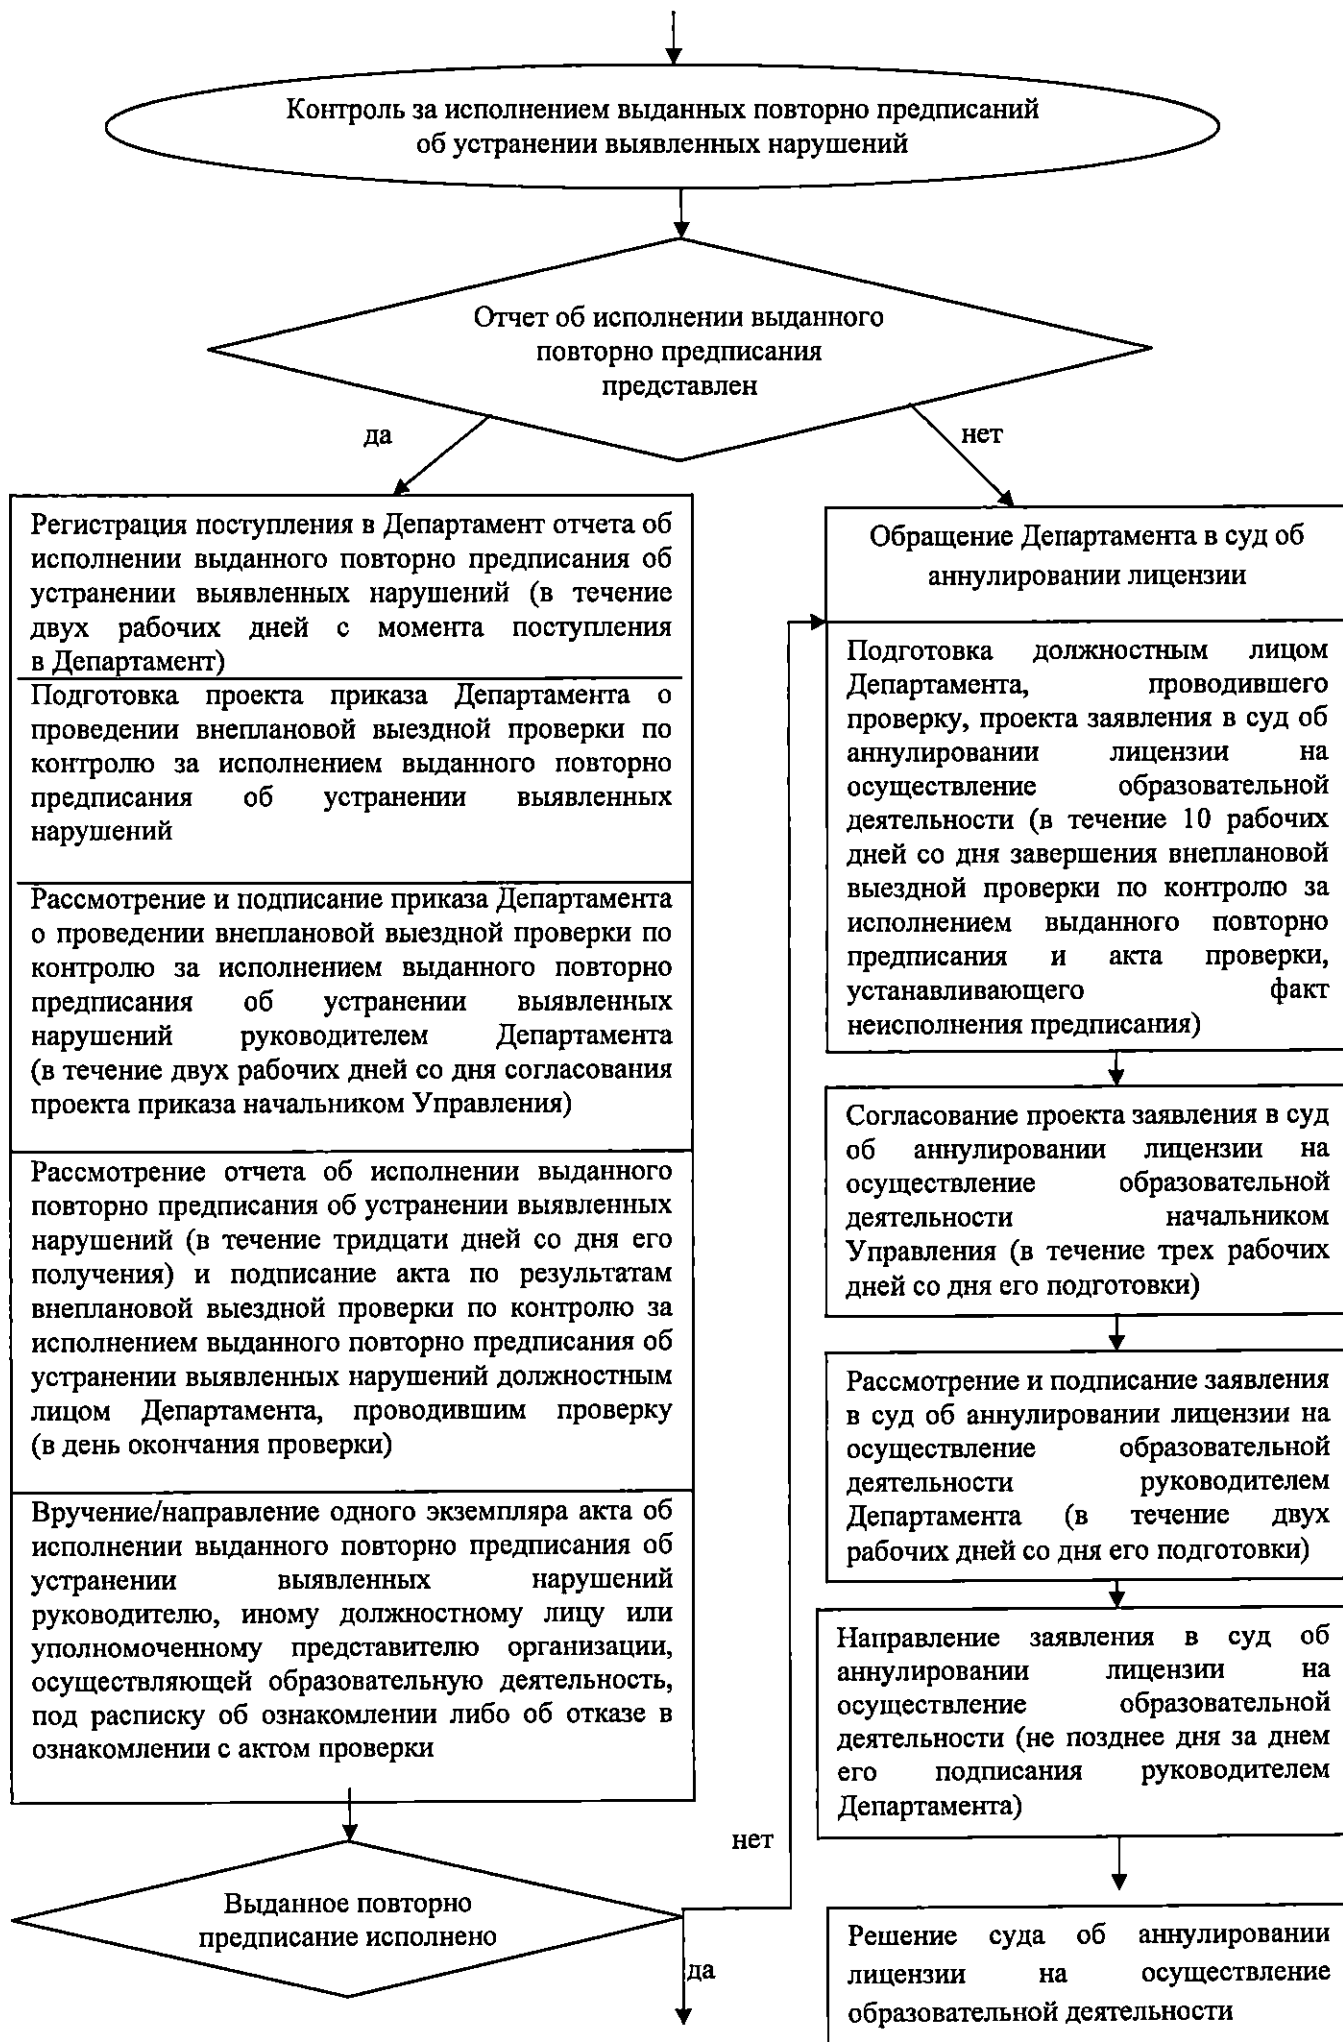 Контроль за исполнением выданных повторно предписаний
об устранении выявленных нарушений
Отчет об исполнении выданного
повторно предписания
представлен
да
нет
Регистрация поступления в Департамент отчета об
исполнении выданного повторно предписания об
устранении выявленных нарушений (в течение
двух рабочих дней с момента поступления
в Департамент)
Подготовка проекта приказа Департамента о
проведении внеплановой выездной проверки по
контролю за исполнением выданного повторно
предписания об устранении выявленных
нарушений
Рассмотрение и подписание приказа Департамента
о проведении внеплановой выездной проверки по
контролю за исполнением выданного повторно
предписания об устранении выявленных
нарушений руководителем Департамента
(в течение двух рабочих дней со дня согласования
проекта приказа начальником Управления)
Рассмотрение отчета об исполнении выданного
повторно предписания об устранении выявленных
нарушений (в течение тридцати дней со дня его
получения) и подписание акта по результатам
внеплановой выездной проверки по контролю за
исполнением выданного повторно предписания об
устранении выявленных нарушений должностным
лицом Департамента, проводившим проверку
(в день окончания проверки)
Вручение/направление одного экземпляра акта об
исполнении выданного повторно предписания об
устранении выявленных нарушений
руководителю, иному должностному лицу или
уполномоченному представителю организации,
осуществляющей образовательную деятельность,
под расписку об ознакомлении либо об отказе в
ознакомлении с актом проверки
Выданное повторно
предписание исполнено
нет
да
Обращение Департамента в суд об
аннулировании лицензии
Подготовка должностным лицом
Департамента, проводившего
проверку, проекта заявления в суд об
аннулировании лицензии на
осуществление образовательной
деятельности (в течение 10 рабочих
дней со дня завершения внеплановой
выездной проверки по контролю за
исполнением выданного повторно
предписания и акта проверки,
устанавливающего факт
неисполнения предписания)
Согласование проекта заявления в суд
об аннулировании лицензии на
осуществление образовательной
деятельности начальником
Управления (в течение трех рабочих
дней со дня его подготовки)
Рассмотрение и подписание заявления
в суд об аннулировании лицензии на
осуществление образовательной
деятельности руководителем
Департамента (в течение двух
рабочих дней со дня его подготовки)
Направление заявления в суд об
аннулировании лицензии на
осуществление образовательной
деятельности (не позднее дня за днем
его подписания руководителем
Департамента)
Решение суда об аннулировании
лицензии на осуществление
образовательной деятельности